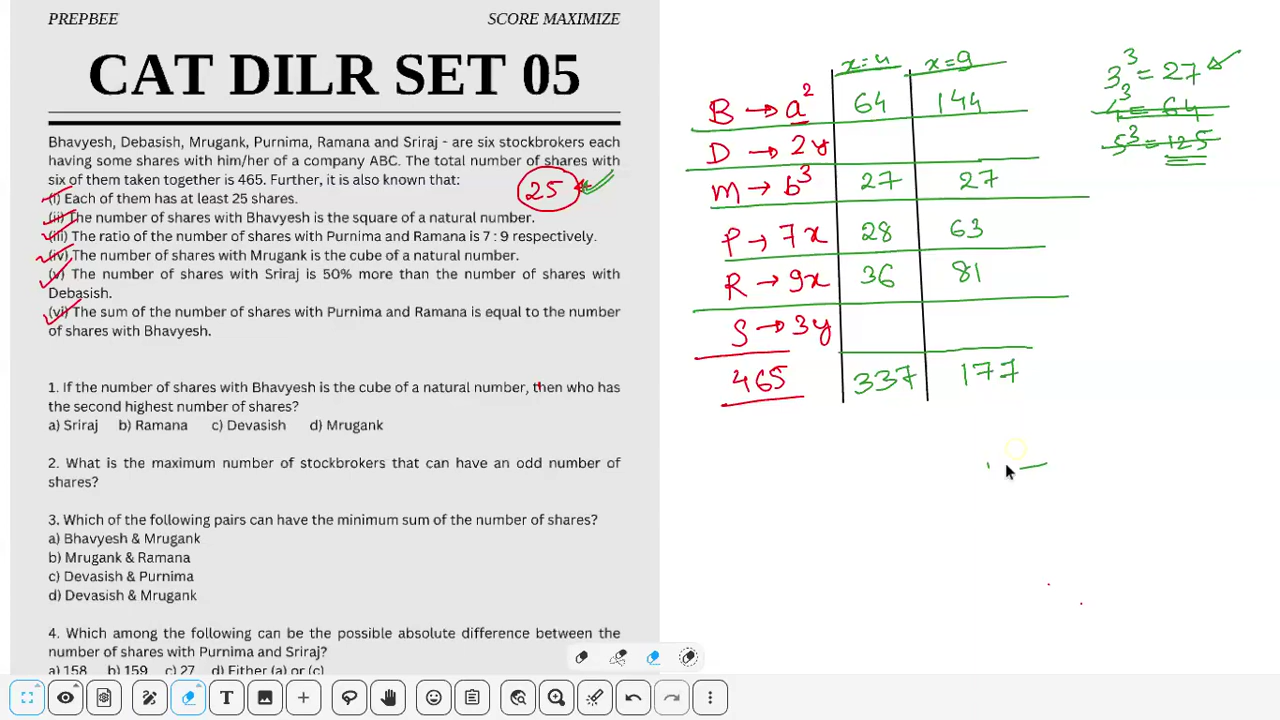 PREPBEE SCORE MAXIMIZE
CAT DILR SET 05
Bhavyesh, Debasish, Mrugank, Purnima, Ramana and Sriraj - are six stockbrokers each
having some shares with him/her of a company ABC. The total number of shares with
six of them taken together is 465. Further, it is also known that:
(i) Each of them has at least 25 shares.
25
(ii) The number of shares with Bhavyesh is the square of a natural number.
(iii) The ratio of the number of shares with Purnima and Ramana is 7 : 9 respectively.
(iv) The number of shares with Mrugank is the cube of a natural number.
(v) The number of shares with Sriraj is 50% more than the number of shares with
Debasish.
(vi) The sum of the number of shares with Purnima and Ramana is equal to the number
of shares with Bhavyesh.
1. If the number of shares with Bhavyesh is the cube of a natural number, then who has
the second highest number of shares?
a) Sriraj b) Ramana c) Devasish d) Mrugank
2. What is the maximum number of stockbrokers that can have an odd number of
shares?
3. Which of the following pairs can have the minimum sum of the number of shares?
a) Bhavyesh & Mrugank
b) Mrugank & Ramana
c) Devasish & Purnima
d) Devasish & Mrugank
4. Which among the following can be the possible absolute difference between the
number of shares with Purnima and Sriraj?
a) 158 b) 159 c) 27 d) Either (a) or (c)
x=4 x=9
B → a² 64 144
D → 2y
M → b³ 27 27
P → 7x 28 63
R → 9x 36 81
S → 3y
465 337 177
3³ = 27
4³ = 64
5³ = 125